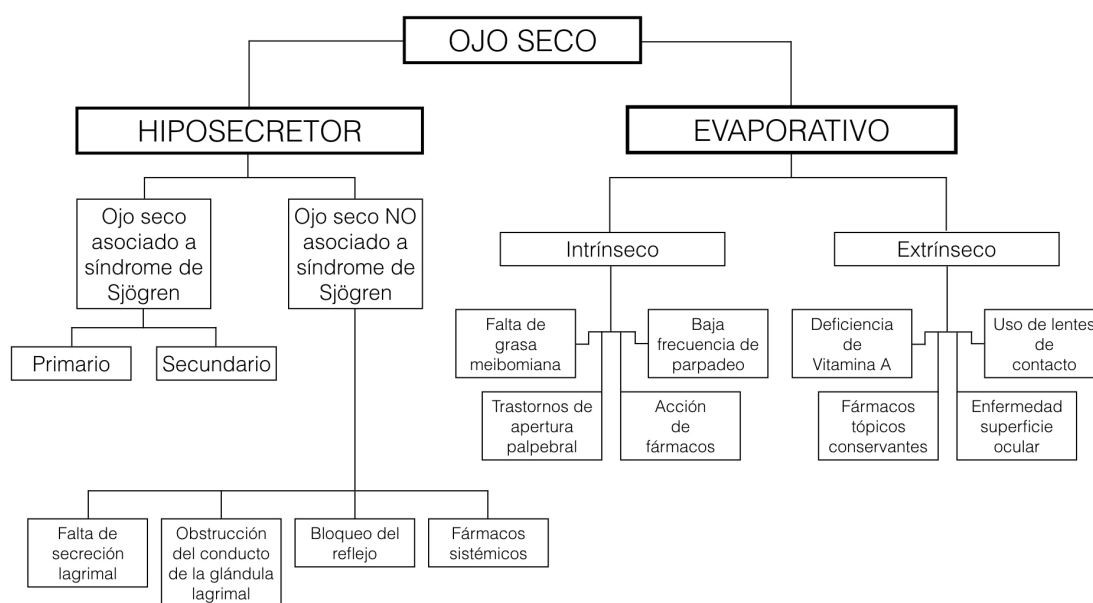 OJO SECO
HIPOSECRETOR
EVAPORATIVO
Ojo seco
asociado a
síndrome de
Sjögren
Ojo seco NO
asociado a
síndrome de
Sjögren
Intrínseco
Extrínseco
Primario
Secundario
Falta de
grasa
meibomiana
Baja
frecuencia de
parpadeo
Deficiencia
de
Vitamina A
Uso de lentes
de
contacto
Trastornos de
apertura
palpebral
Acción
de
fármacos
Fármacos
tópicos
conservantes
Enfermedad
superficie
ocular
Falta de
secreción
lagrimal
Obstrucción
del conducto
de la glándula
lagrimal
Bloqueo del
reflejo
Fármacos
sistémicos